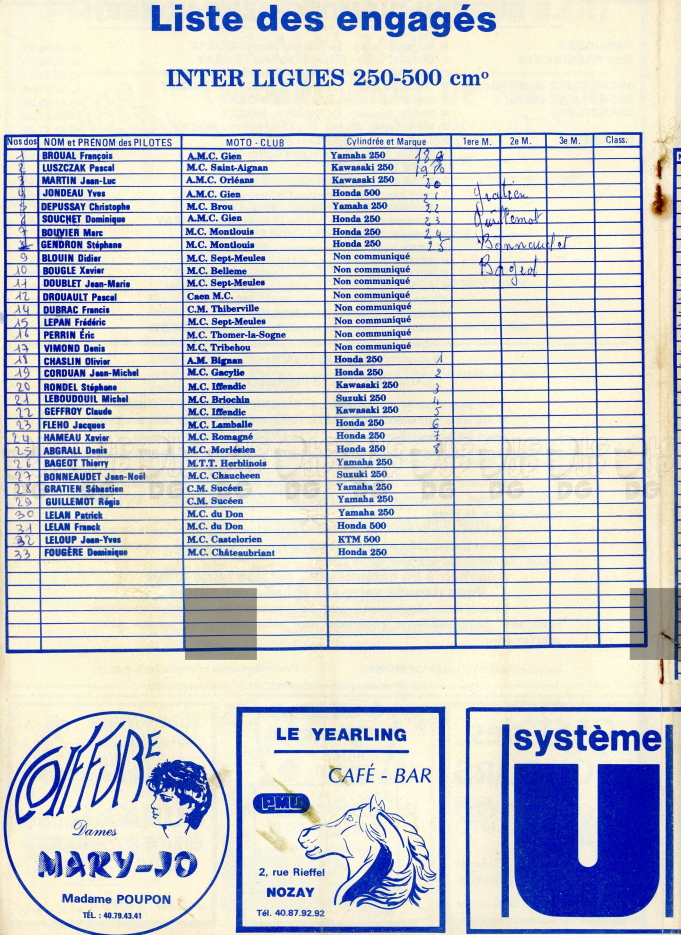 Liste des engagés
INTER LIGUES 250-500 cm³
Nos dos NOM et PRÉNOM des PILOTES MOTO - CLUB Cylindrée et Marque 1ere M. 2e M. 3e M. Class.
1 BROUAL François A.M.C. Gien Yamaha 250 18
2 LUSZCZAK Pascal M.C. Saint-Aignan Kawasaki 250 19
3 MARTIN Jean-Luc A.M.C. Orléans Kawasaki 250 20
4 JONDEAU Yves A.M.C. Gien Honda 500 21 Gratien
5 DEPUSSAY Christophe M.C. Brou Yamaha 250 22
6 SOUCHET Dominique A.M.C. Gien Honda 250 23 Guillemot
7 BOUVIER Marc M.C. Montlouis Honda 250 24
8 GENDRON Stéphane M.C. Montlouis Honda 250 25 Bonnaudet
9 BLOUIN Didier M.C. Sept-Meules Non communiqué
10 BOUGLE Xavier M.C. Belleme Non communiqué Bageot
11 DOUBLET Jean-Marie M.C. Sept-Meules Non communiqué
12 DROUAULT Pascal Caen M.C. Non communiqué
14 DUBRAC Francis C.M. Thiberville Non communiqué
15 LEPAN Frédéric M.C. Sept-Meules Non communiqué
16 PERRIN Éric M.C. Thomer-la-Sogne Non communiqué
17 VIMOND Denis M.C. Tribehou Non communiqué
18 CHASLIN Olivier A.M. Bignan Honda 250 1
19 CORDUAN Jean-Michel M.C. Gacylie Honda 250 2
20 RONDEL Stéphane M.C. Iffendic Kawasaki 250 3
21 LEBOUDOUIL Michel M.C. Briochin Suzuki 250 4
22 GEFFROY Claude M.C. Iffendic Kawasaki 250 5
23 FLEHO Jacques M.C. Lamballe Honda 250 6
24 HAMEAU Xavier M.C. Romagné Honda 250 7
25 ABGRALL Denis M.C. Morlésien Honda 250 8
26 BAGEOT Thierry M.T.T. Herblinois Yamaha 250
27 BONNEAUDET Jean-Noël M.C. Chaucheen Suzuki 250
28 GRATIEN Sébastien C.M. Sucéen Yamaha 250
29 GUILLEMOT Régis C.M. Sucéen Yamaha 250
30 LELAN Patrick M.C. du Don Yamaha 250
31 LELAN Franck M.C. du Don Honda 500
32 LELOUP Jean-Yves M.C. Castelorien KTM 500
33 FOUGÈRE Dominique M.C. Châteaubriant Honda 250
COIFFURE
Dames
MARY-JO
Madame POUPON
TÉL. : 40.79.43.41
LE YEARLING
CAFÉ - BAR
PMU
2, rue Rieffel
NOZAY
Tél. 40.87.92.92
système
U